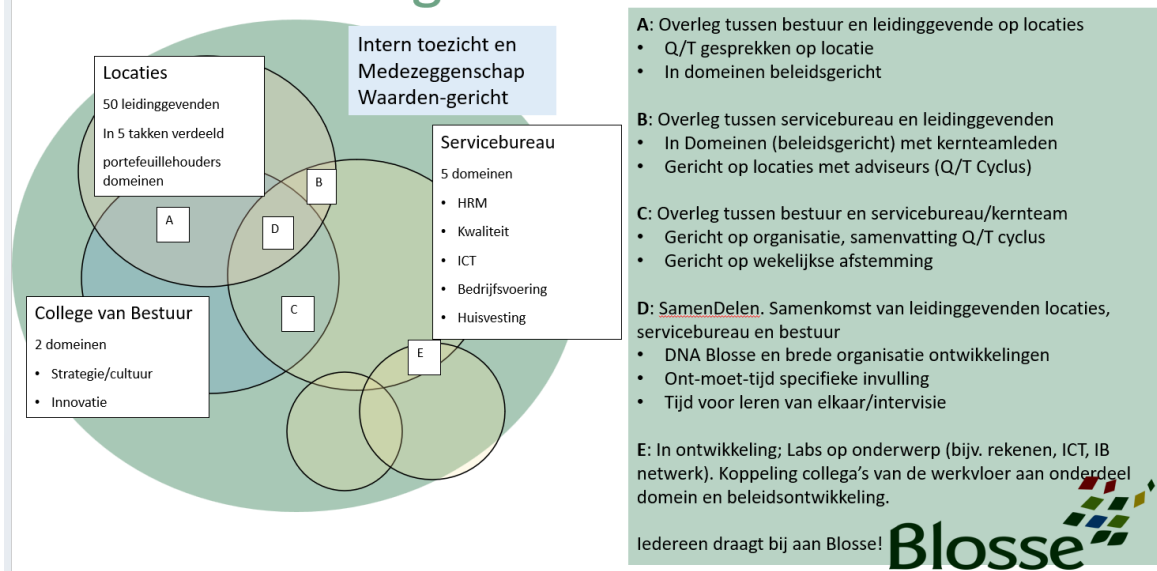 Intern toezicht en
Medezeggenschap
Waarden-gericht
Locaties
50 leidinggevenden
In 5 takken verdeeld
portefeuillehouders
domeinen
Servicebureau
5 domeinen
• HRM
• Kwaliteit
• ICT
• Bedrijfsvoering
• Huisvesting
College van Bestuur
2 domeinen
• Strategie/cultuur
• Innovatie
A
B
D
C
E
A: Overleg tussen bestuur en leidinggevende op locaties
• Q/T gesprekken op locatie
• In domeinen beleidsgericht
B: Overleg tussen servicebureau en leidinggevenden
• In Domeinen (beleidsgericht) met kernteamleden
• Gericht op locaties met adviseurs (Q/T Cyclus)
C: Overleg tussen bestuur en servicebureau/kernteam
• Gericht op organisatie, samenvatting Q/T cyclus
• Gericht op wekelijkse afstemming
D: SamenDelen. Samenkomst van leidinggevenden locaties,
servicebureau en bestuur
• DNA Blosse en brede organisatie ontwikkelingen
• Ont-moet-tijd specifieke invulling
• Tijd voor leren van elkaar/intervisie
E: In ontwikkeling; Labs op onderwerp (bijv. rekenen, ICT, IB
netwerk). Koppeling collega's van de werkvloer aan onderdeel
domein en beleidsontwikkeling.
Iedereen draagt bij aan Blosse!
Blosse